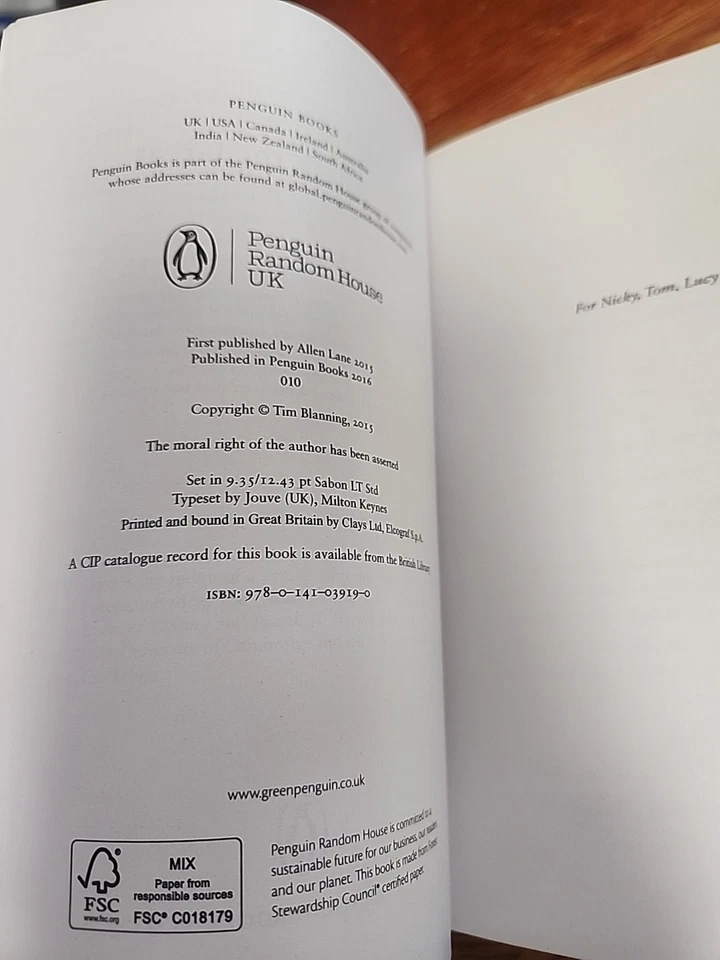 PENGUIN BOOKS
UK | USA | Canada | Ireland | Australia
India | New Zealand | South Africa
Penguin Books is part of the Penguin Random House group of companies
whose addresses can be found at global.penguinrandomhouse.com
Penguin
Random House
UK
First published by Allen Lane 2015
Published in Penguin Books 2016
010
Copyright © Tim Blanning, 2015
The moral right of the author has been asserted
Set in 9.35/12.43 pt Sabon LT Std
Typeset by Jouve (UK), Milton Keynes
Printed and bound in Great Britain by Clays Ltd, Elcograf S.p.A.
A CIP catalogue record for this book is available from the British Library
ISBN: 978–0–141–03919–0
www.greenpenguin.co.uk
FSC
www.fsc.org
MIX
Paper from
responsible sources
FSC® C018179
Penguin Random House is committed to a
sustainable future for our business, our readers
and our planet. This book is made from Forest
Stewardship Council® certified paper.
For Nicky, Tom, Lucy